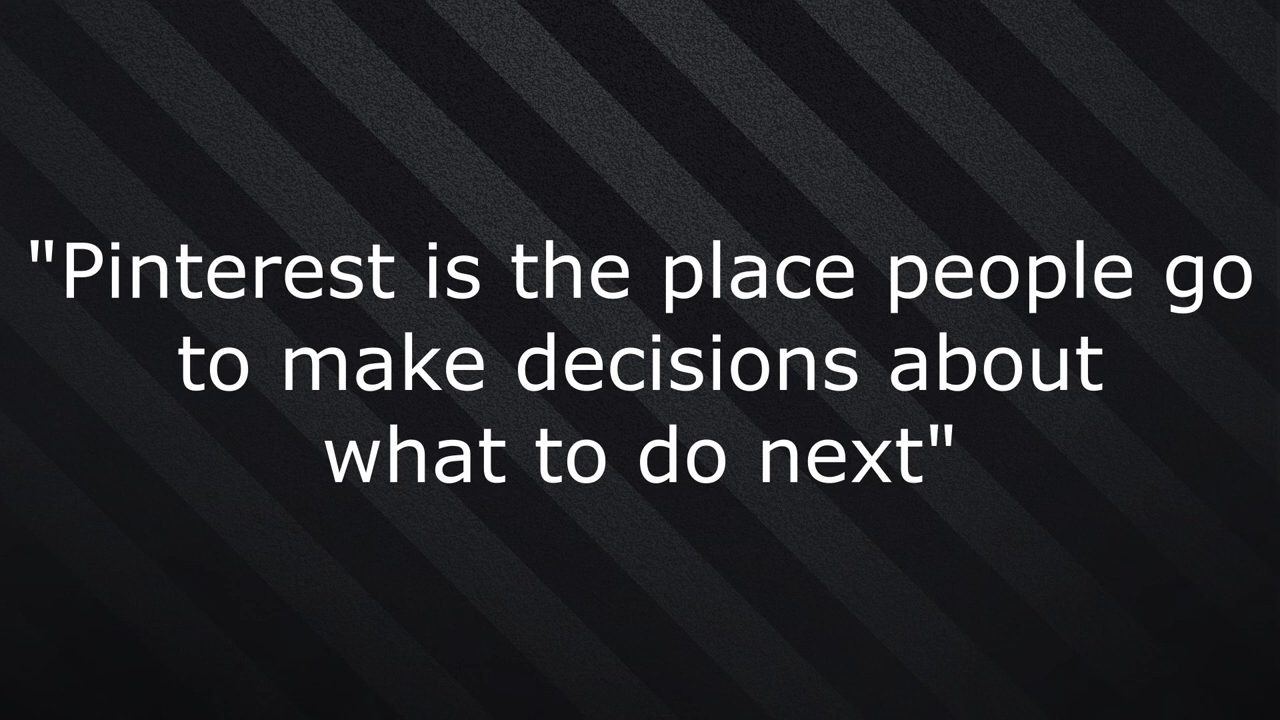 "Pinterest is the place people go
to make decisions about
what to do next"